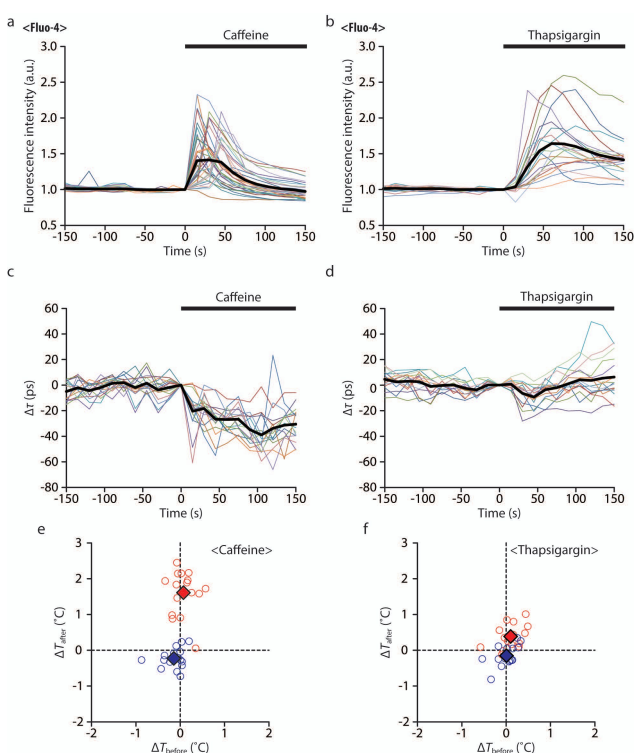 a
<Fluo-4>
Caffeine
Fluorescence intensity (a.u.)
3.0
2.5
2.0
1.5
1.0
0.5
-150 -100 -50 0 50 100 150
Time (s)
b
<Fluo-4>
Thapsigargin
Fluorescence intensity (a.u.)
3.0
2.5
2.0
1.5
1.0
0.5
-150 -100 -50 0 50 100 150
Time (s)
c
Caffeine
Δτ (ps)
60
40
20
0
-20
-40
-60
-80
-150 -100 -50 0 50 100 150
Time (s)
d
Thapsigargin
Δτ (ps)
60
40
20
0
-20
-40
-60
-80
-150 -100 -50 0 50 100 150
Time (s)
e
<Caffeine>
ΔTafter (˚C)
3
2
1
0
-1
-2
-2 -1 0 1 2
ΔTbefore (˚C)
f
<Thapsigargin>
ΔTafter (˚C)
3
2
1
0
-1
-2
-2 -1 0 1 2
ΔTbefore (˚C)